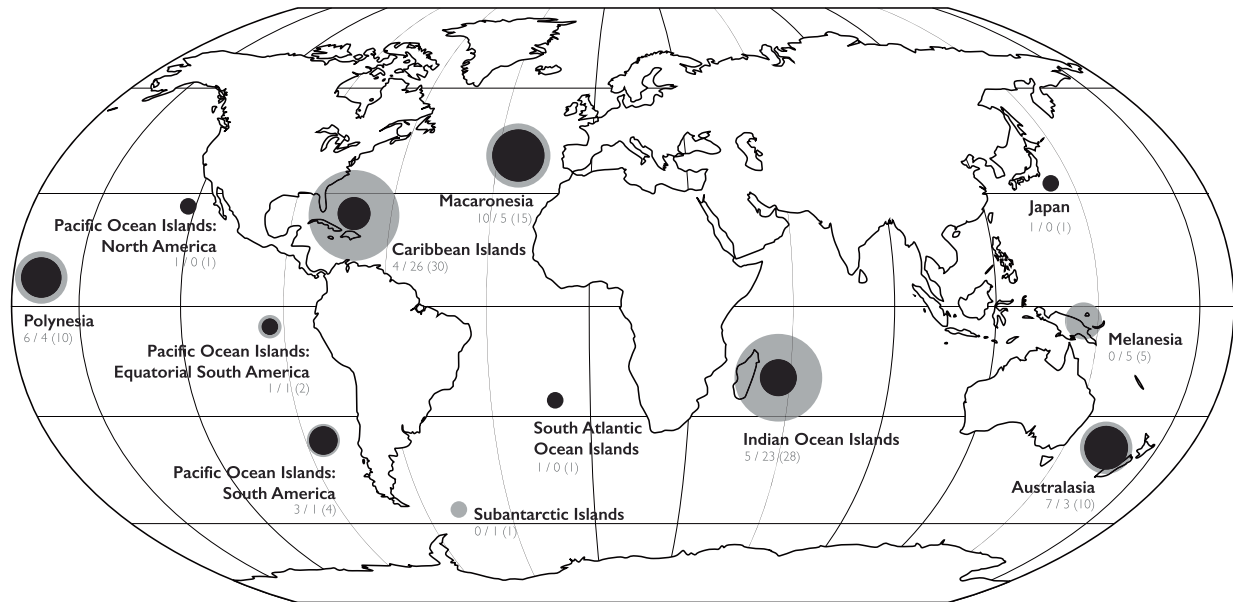 Macaronesia
10 / 5 (15)
Pacific Ocean Islands:
North America
1 / 0 (1)
Caribbean Islands
4 / 26 (30)
Japan
1 / 0 (1)
Polynesia
6 / 4 (10)
Pacific Ocean Islands:
Equatorial South America
1 / 1 (2)
Melanesia
0 / 5 (5)
South Atlantic
Ocean Islands
1 / 0 (1)
Indian Ocean Islands
5 / 23 (28)
Pacific Ocean Islands:
South America
3 / 1 (4)
Australasia
7 / 3 (10)
Subantarctic Islands
0 / 1 (1)